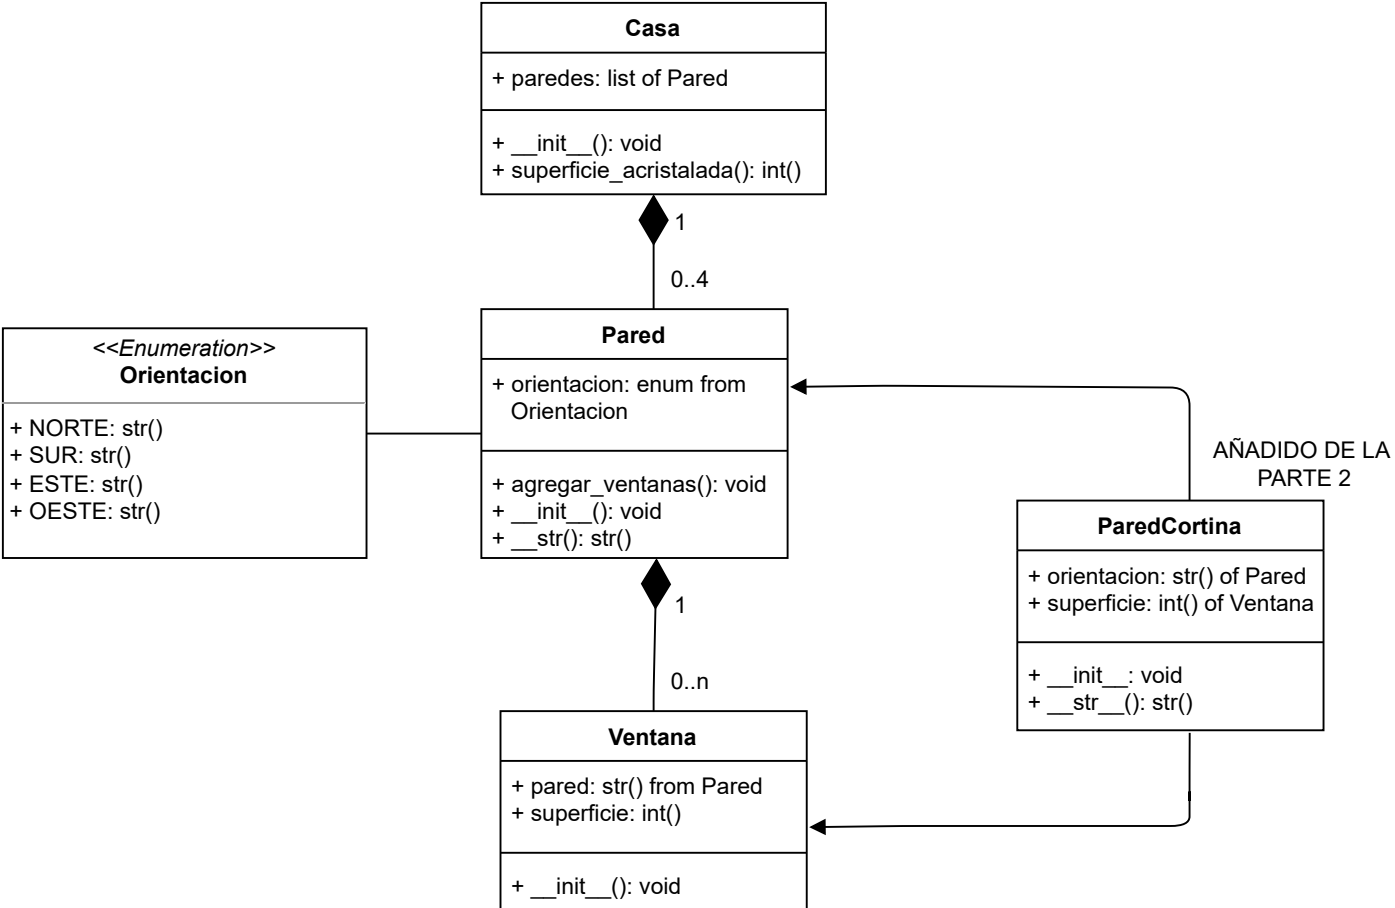 Casa
+ paredes: list of Pared
+ __init__(): void
+ superficie_acristalada(): int()
1
0..4
<<Enumeration>>
Orientacion
+ NORTE: str()
+ SUR: str()
+ ESTE: str()
+ OESTE: str()
Pared
+ orientacion: enum from
Orientacion
+ agregar_ventanas(): void
+ __init__(): void
+ __str(): str()
AÑADIDO DE LA
PARTE 2
ParedCortina
+ orientacion: str() of Pared
+ superficie: int() of Ventana
+ __init__: void
+ __str__(): str()
1
0..n
Ventana
+ pared: str() from Pared
+ superficie: int()
+ __init__(): void